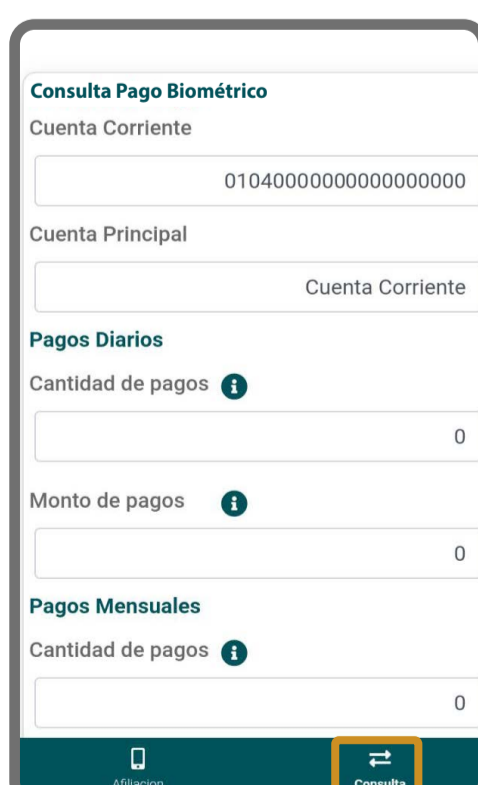 Consulta Pago Biométrico
Cuenta Corriente
01040000000000000000
Cuenta Principal
Cuenta Corriente
Pagos Diarios
Cantidad de pagos
0
Monto de pagos
0
Pagos Mensuales
Cantidad de pagos
0
Afiliacion
Consulta